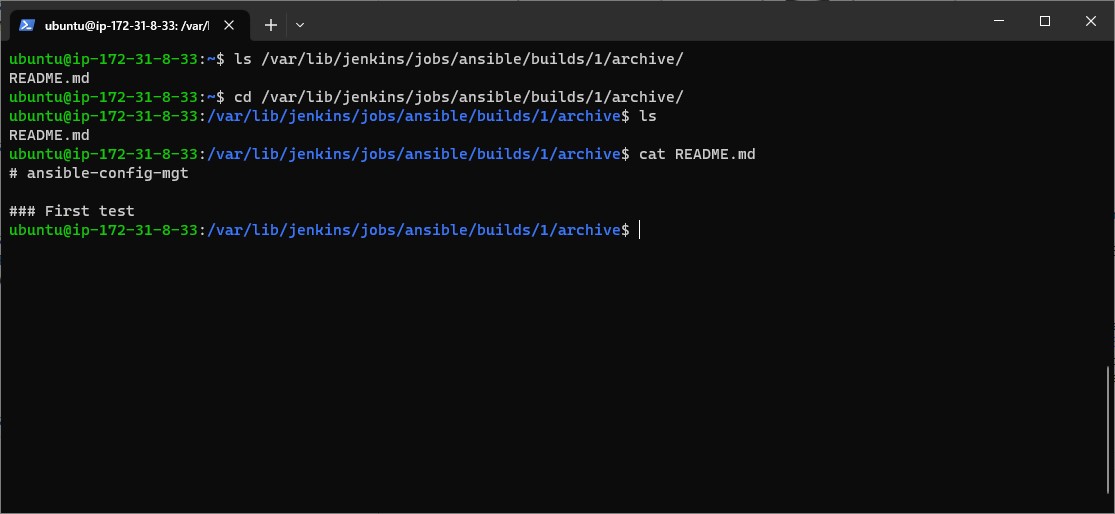 ubuntu@ip-172-31-8-33: /var/l
ubuntu@ip-172-31-8-33:~$ ls /var/lib/jenkins/jobs/ansible/builds/1/archive/
README.md
ubuntu@ip-172-31-8-33:~$ cd /var/lib/jenkins/jobs/ansible/builds/1/archive/
ubuntu@ip-172-31-8-33:/var/lib/jenkins/jobs/ansible/builds/1/archive$ ls
README.md
ubuntu@ip-172-31-8-33:/var/lib/jenkins/jobs/ansible/builds/1/archive$ cat README.md
# ansible-config-mgt
### First test
ubuntu@ip-172-31-8-33:/var/lib/jenkins/jobs/ansible/builds/1/archive$